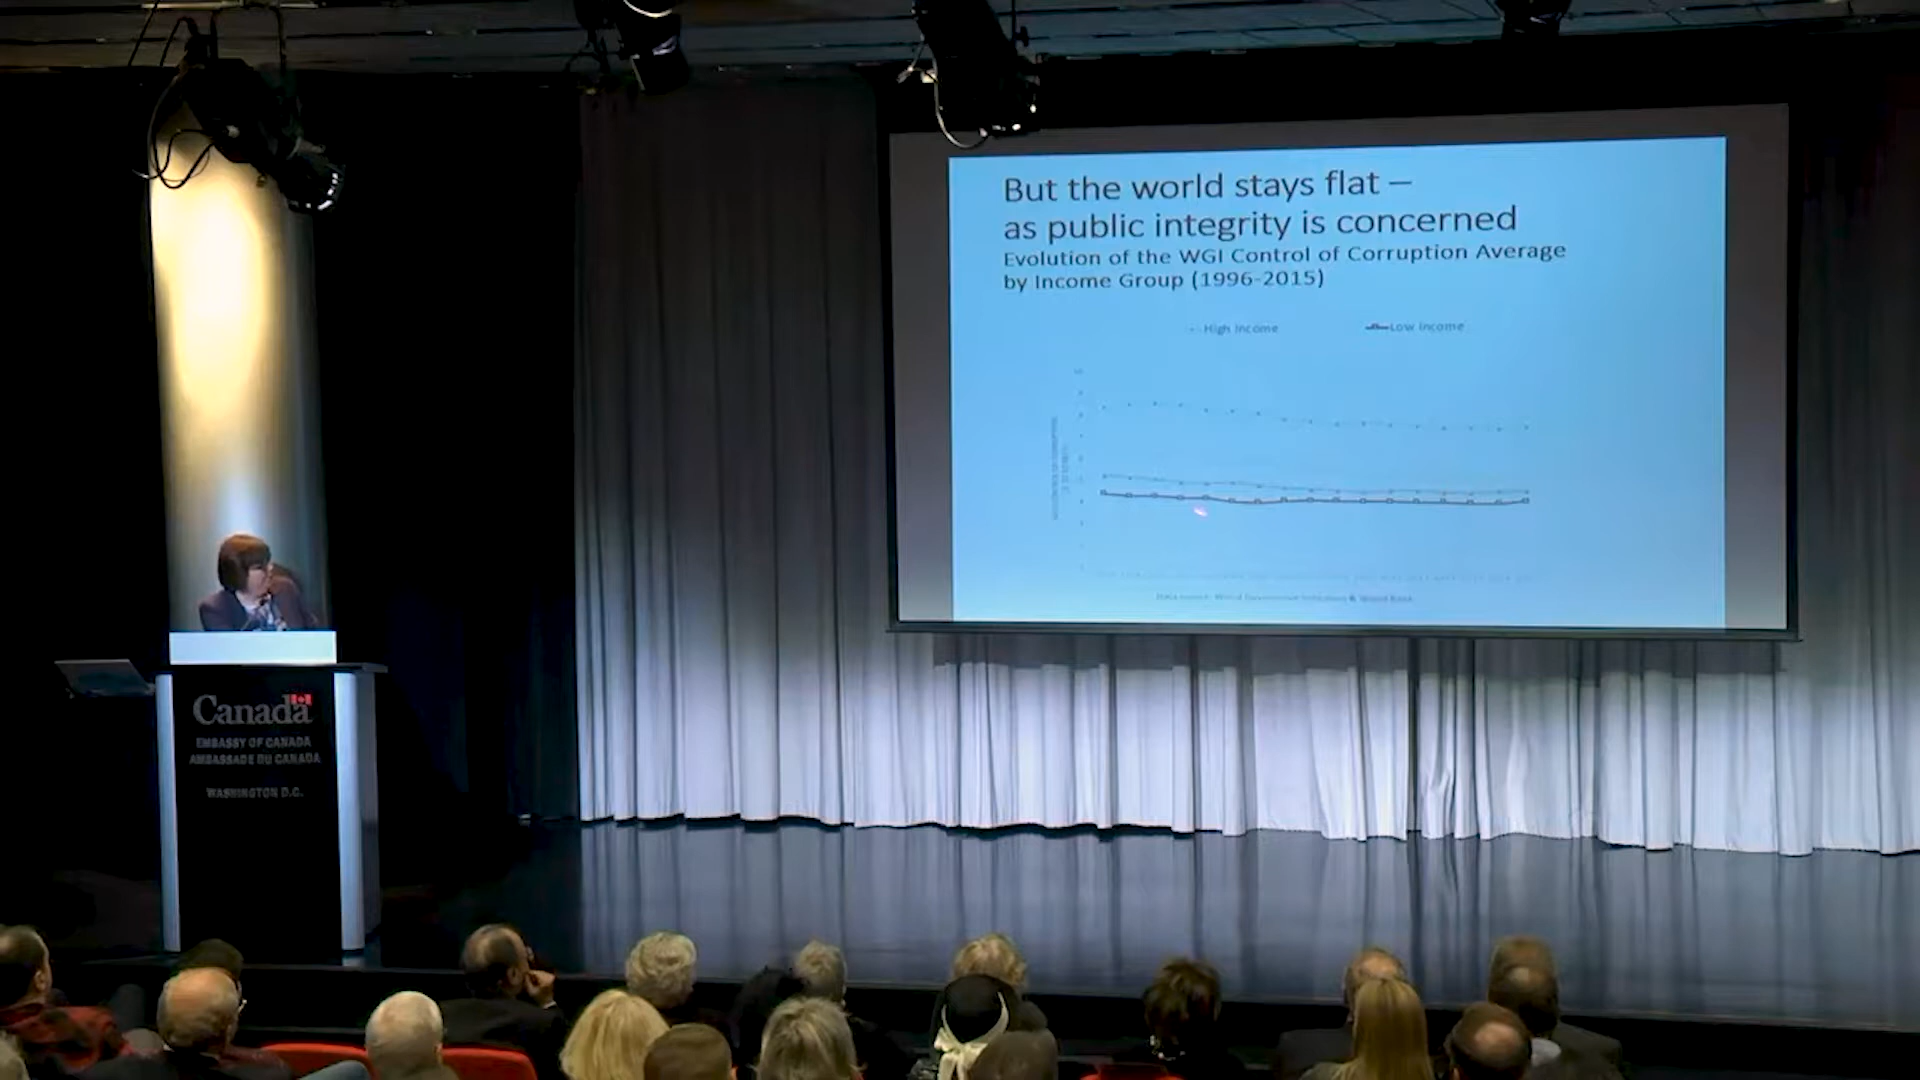 But the world stays flat –
as public integrity is concerned
Evolution of the WGI Control of Corruption Average
by Income Group (1996-2015)
High Income
Low Income
Canada
EMBASSY OF CANADA
AMBASSADE DU CANADA
WASHINGTON D.C.